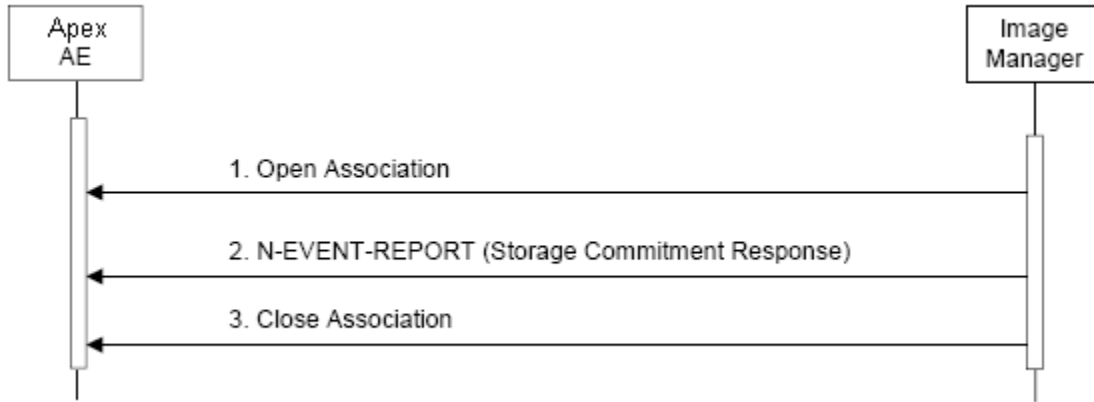 Apex
AE
Image
Manager
1. Open Association
2. N-EVENT-REPORT (Storage Commitment Response)
3. Close Association